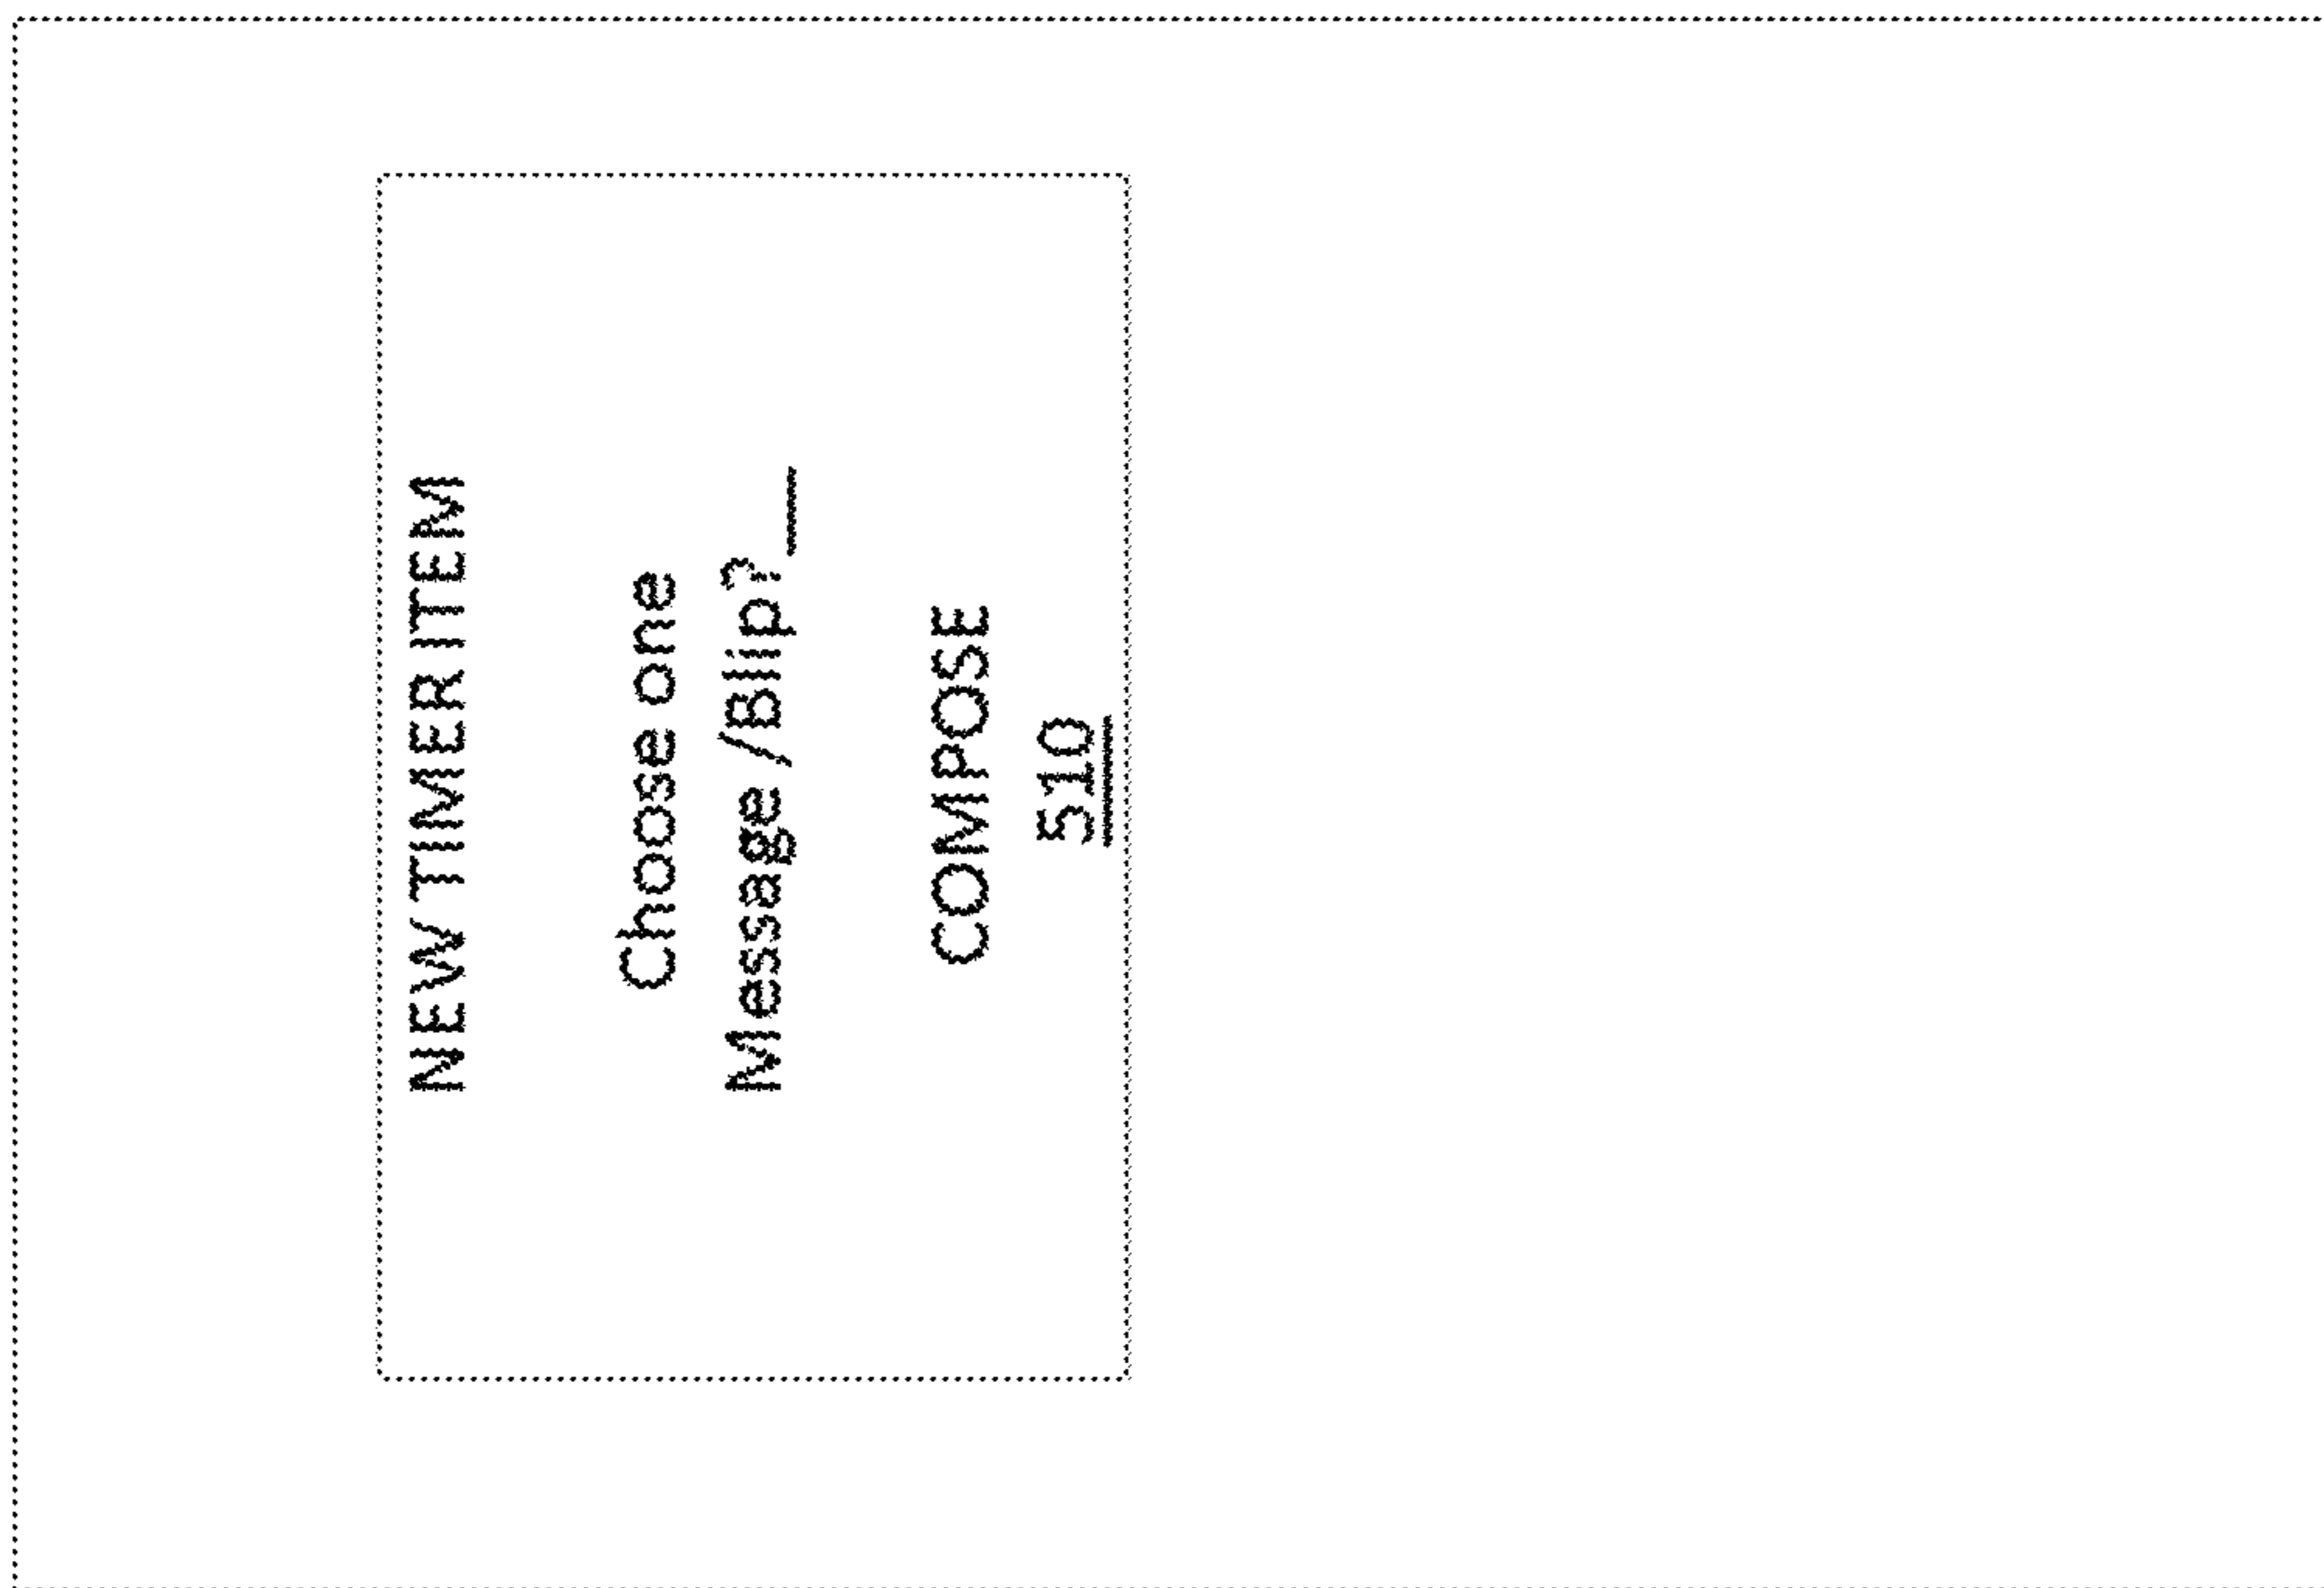 NEW TIMER ITEM
Choose one
Message /Blip?__
COMPOSE
510